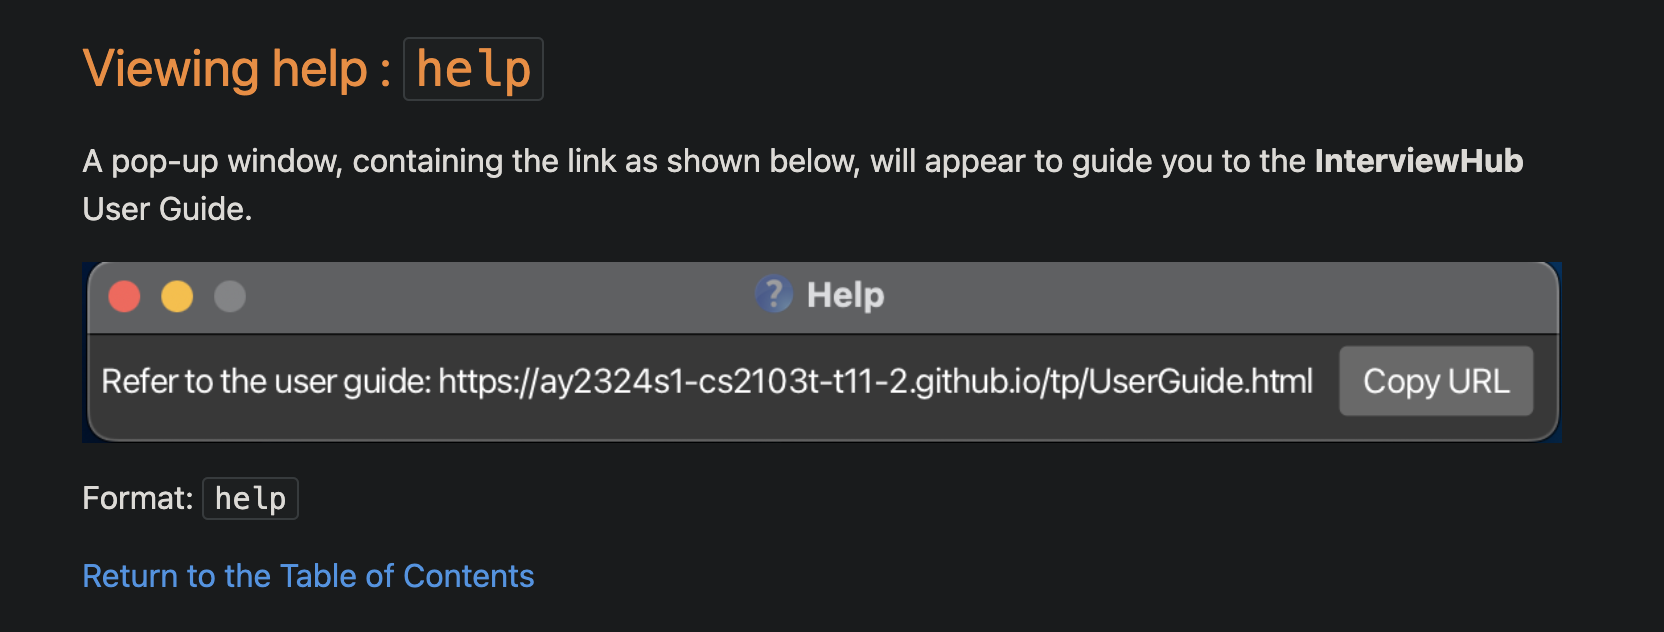 Viewing help : help
A pop-up window, containing the link as shown below, will appear to guide you to the InterviewHub
User Guide.
? Help
Refer to the user guide: https://ay2324s1-cs2103t-t11-2.github.io/tp/UserGuide.html Copy URL
Format: help
Return to the Table of Contents